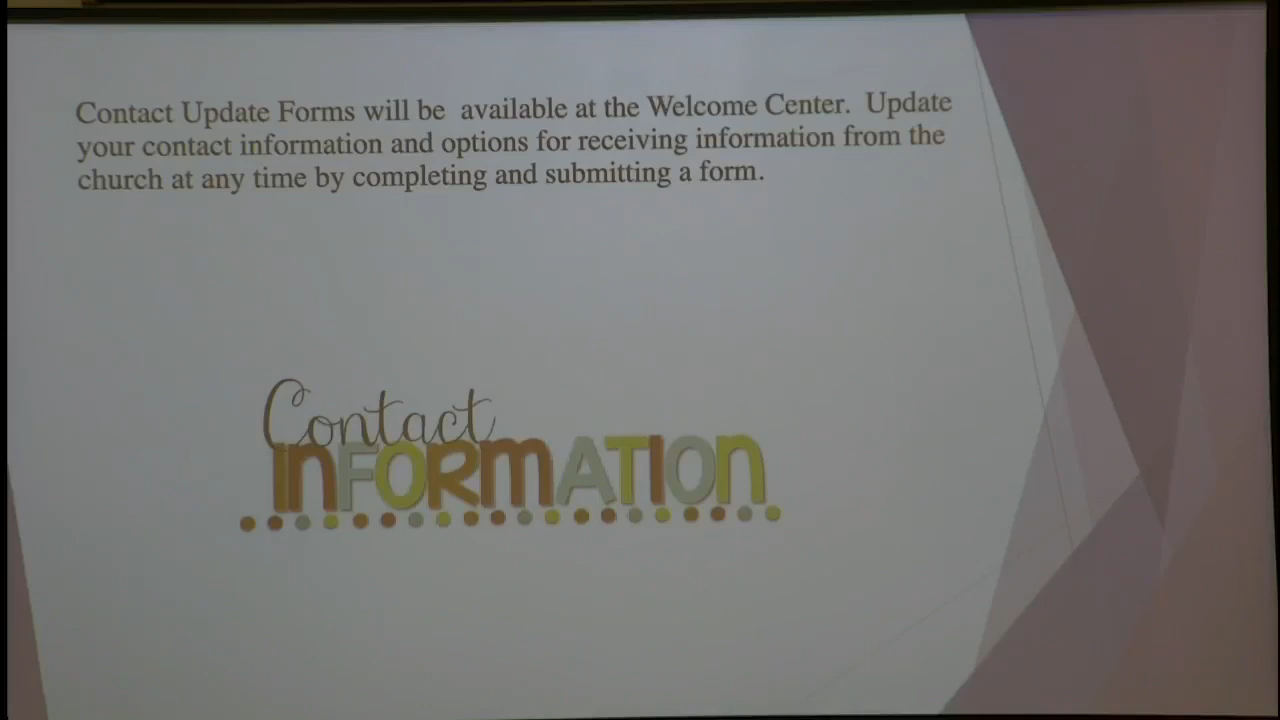 Contact Update Forms will be  available at the Welcome Center.  Update
your contact information and options for receiving information from the
church at any time by completing and submitting a form.
Contact
INFORMATION